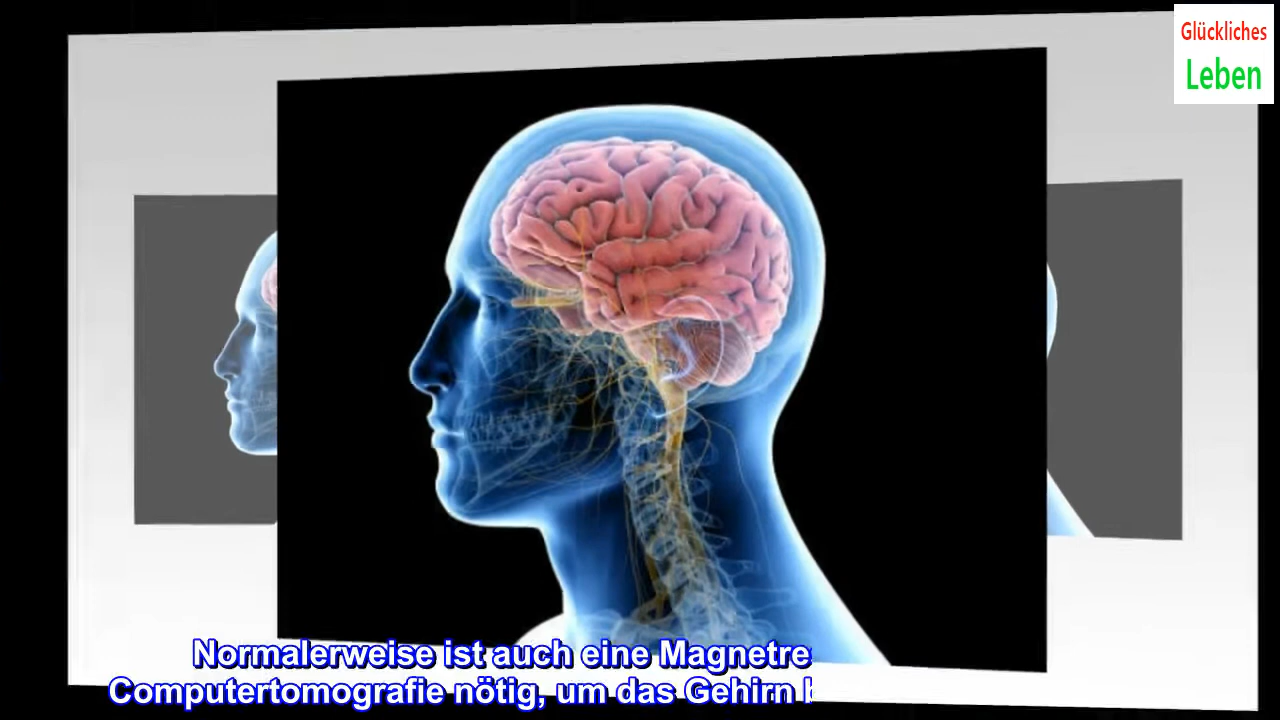 Glückliches
Leben
Normalerweise ist auch eine Magnetre
Computertomografie nötig, um das Gehirn